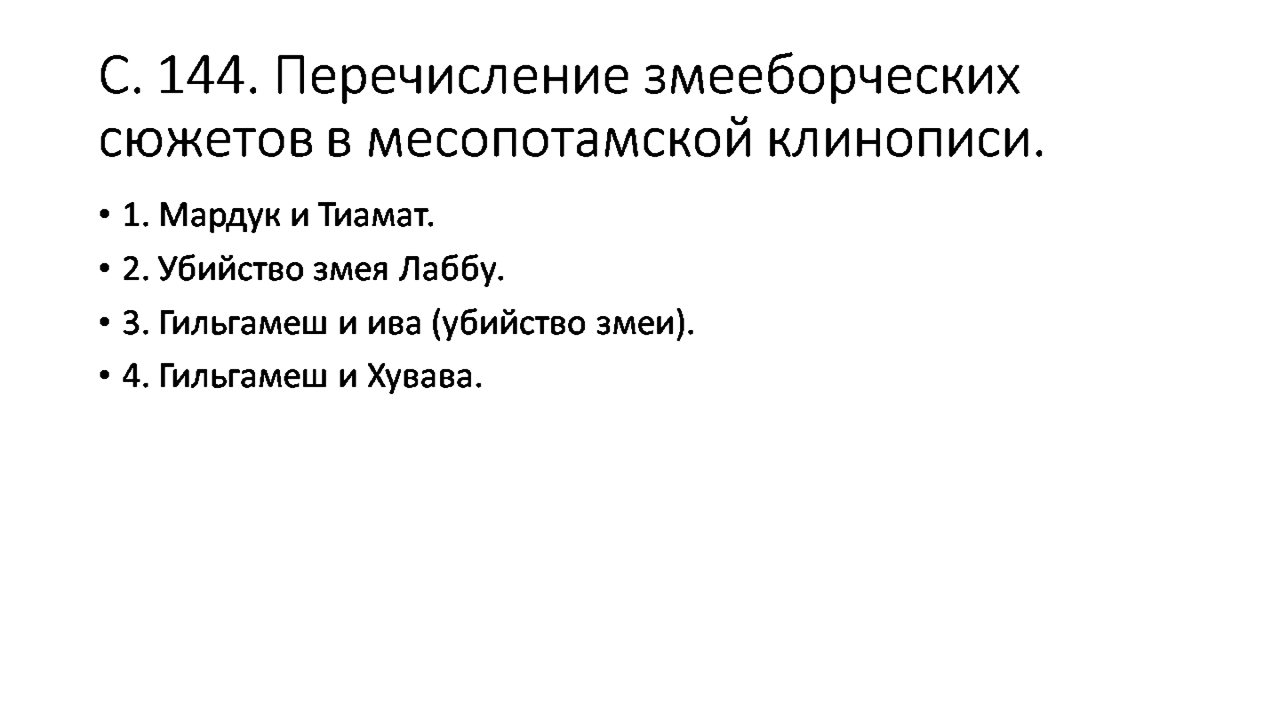 С. 144. Перечисление змееборческих
сюжетов в месопотамской клинописи.
• 1. Мардук и Тиамат.
• 2. Убийство змея Лаббу.
• 3. Гильгамеш и ива (убийство змеи).
• 4. Гильгамеш и Хувава.